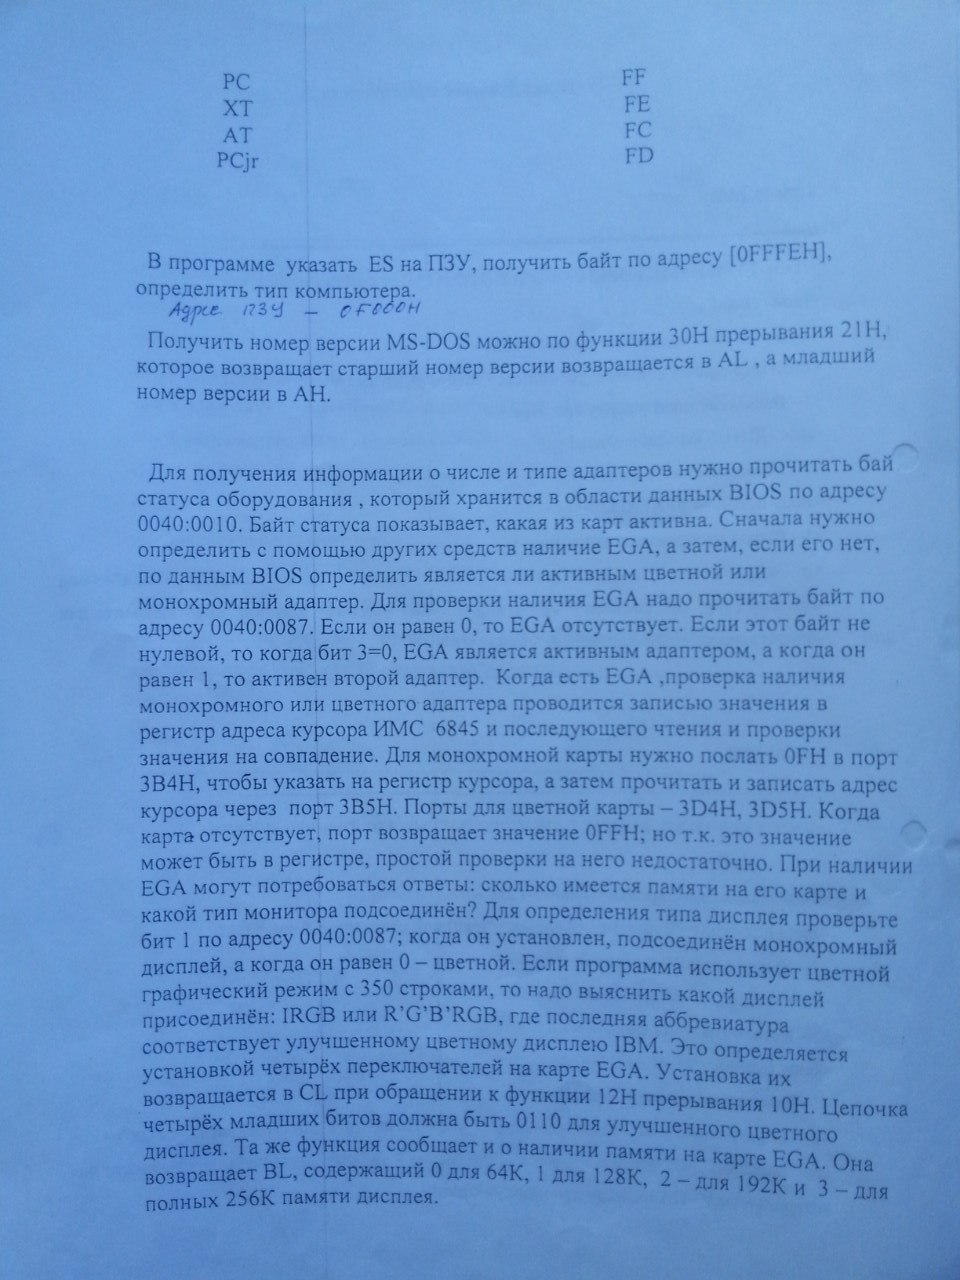 PC FF
XT FE
AT FC
PCjr FD
В программе указать ES на ПЗУ, получить байт по адресу [0FFFEH],
определить тип компьютера.
Адрес ПЗУ – 0F000H
Получить номер версии MS-DOS можно по функции 30H прерывания 21H,
которое возвращает старший номер версии возвращается в AL , а младший
номер версии в AH.
Для получения информации о числе и типе адаптеров нужно прочитать бай
статуса оборудования , который хранится в области данных BIOS по адресу
0040:0010. Байт статуса показывает, какая из карт активна. Сначала нужно
определить с помощью других средств наличие EGA, а затем, если его нет,
по данным BIOS определить является ли активным цветной или
монохромный адаптер. Для проверки наличия EGA надо прочитать байт по
адресу 0040:0087. Если он равен 0, то EGA отсутствует. Если этот байт не
нулевой, то когда бит 3=0, EGA является активным адаптером, а когда он
равен 1, то активен второй адаптер. Когда есть EGA ,проверка наличия
монохромного или цветного адаптера проводится записью значения в
регистр адреса курсора ИМС 6845 и последующего чтения и проверки
значения на совпадение. Для монохромной карты нужно послать 0FH в порт
3B4H, чтобы указать на регистр курсора, а затем прочитать и записать адрес
курсора через порт 3B5H. Порты для цветной карты – 3D4H, 3D5H. Когда
карта отсутствует, порт возвращает значение 0FFH; но т.к. это значение
может быть в регистре, простой проверки на него недостаточно. При наличии
EGA могут потребоваться ответы: сколько имеется памяти на его карте и
какой тип монитора подсоединён? Для определения типа дисплея проверьте
бит 1 по адресу 0040:0087; когда он установлен, подсоединён монохромный
дисплей, а когда он равен 0 – цветной. Если программа использует цветной
графический режим с 350 строками, то надо выяснить какой дисплей
присоединён: IRGB или R'G'B'RGB, где последняя аббревиатура
соответствует улучшенному цветному дисплею IBM. Это определяется
установкой четырёх переключателей на карте EGA. Установка их
возвращается в CL при обращении к функции 12H прерывания 10H. Цепочка
четырёх младших битов должна быть 0110 для улучшенного цветного
дисплея. Та же функция сообщает и о наличии памяти на карте EGA. Она
возвращает BL, содержащий 0 для 64К, 1 для 128К, 2 – для 192К и 3 – для
полных 256К памяти дисплея.